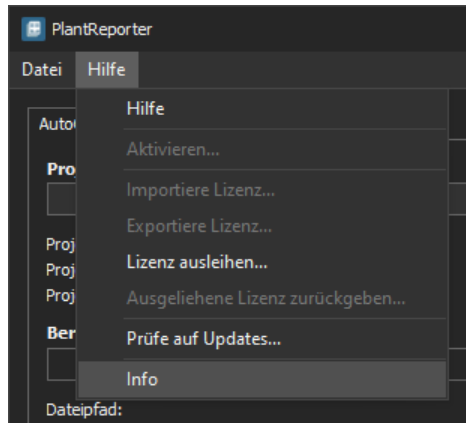 PlantReporter
Datei Hilfe
Hilfe
Aktivieren...
Importiere Lizenz...
Exportiere Lizenz...
Lizenz ausleihen...
Ausgeliehene Lizenz zurückgeben...
Prüfe auf Updates...
Info
Dateipfad: